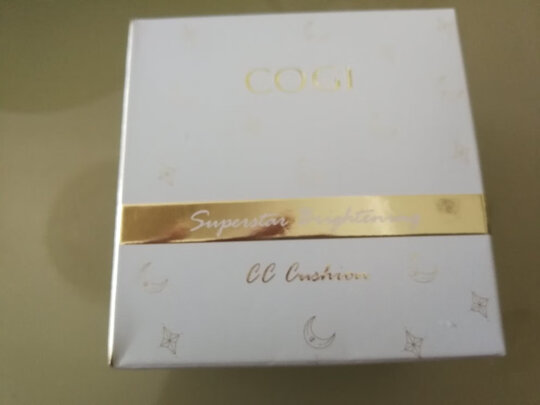 COGI
Superstar Brightening
CC Cushion